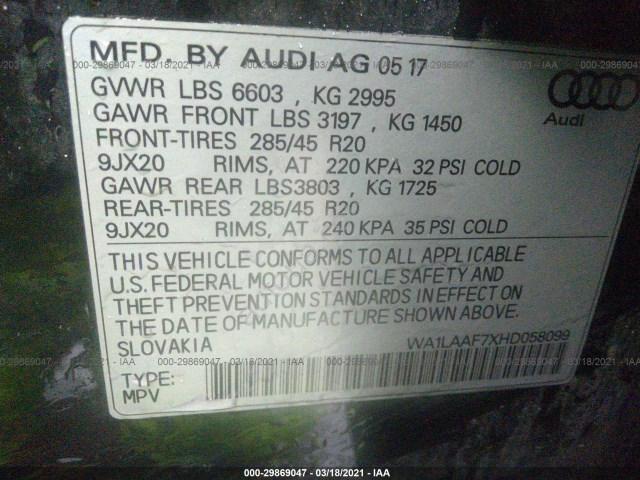 MFD. BY AUDI AG 05 17
GVWR LBS 6603 , KG 2995
GAWR FRONT LBS 3197 , KG 1450
FRONT-TIRES 285/45 R20
9JX20 RIMS, AT 220 KPA 32 PSI COLD
GAWR REAR LBS3803 , KG 1725
REAR-TIRES 285/45 R20
9JX20 RIMS, AT 240 KPA 35 PSI COLD
Audi
THIS VEHICLE CONFORMS TO ALL APPLICABLE
U.S. FEDERAL MOTOR VEHICLE SAFETY AND
THEFT PREVENTION STANDARDS IN EFFECT ON
THE DATE OF MANUFACTURE SHOWN ABOVE.
SLOVAKIA
WA1LAAF7XHD058099
TYPE:
MPV
000-29869047 - 03/18/2021 - IAA